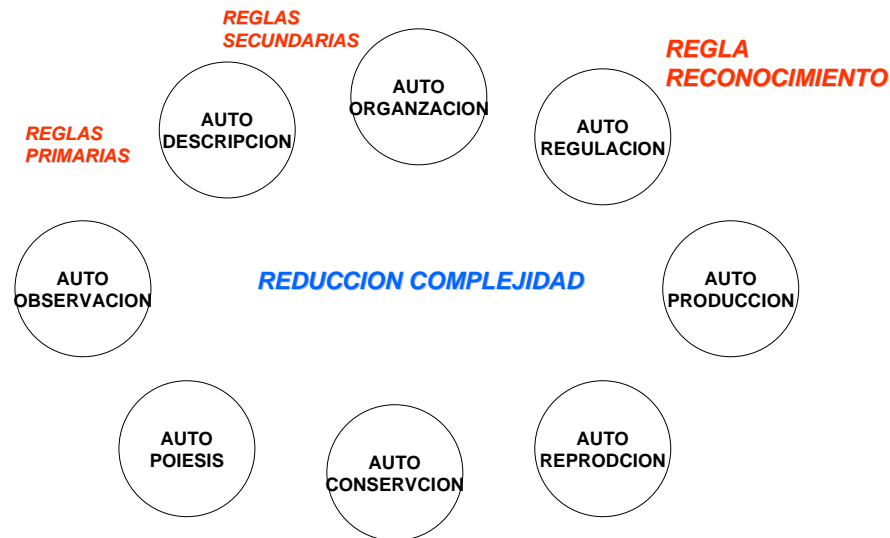 REGLAS
SECUNDARIAS
REGLA
RECONOCIMIENTO
AUTO
ORGANZACION
AUTO
DESCRIPCION
AUTO
REGULACION
REGLAS
PRIMARIAS
AUTO
OBSERVACION
REDUCCION COMPLEJIDAD
AUTO
PRODUCCION
AUTO
POIESIS
AUTO
CONSERVCION
AUTO
REPRODCION